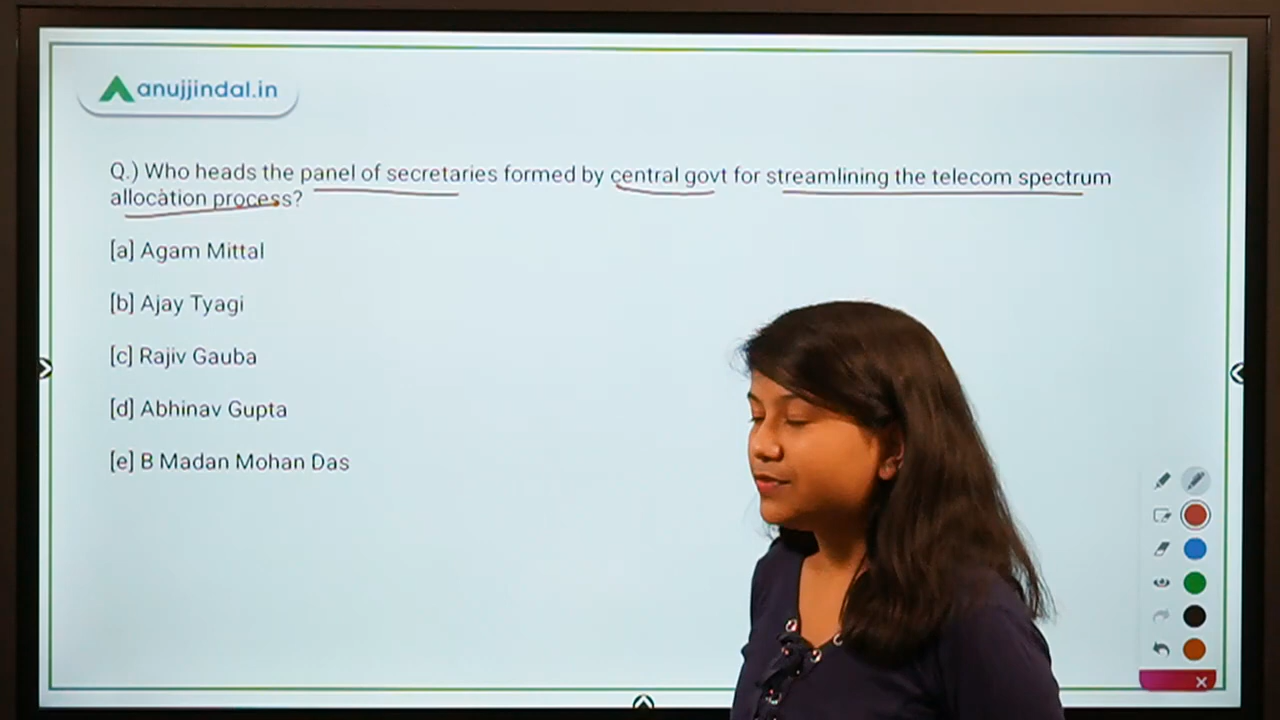 anujjindal.in
Q.) Who heads the panel of secretaries formed by central govt for streamlining the telecom spectrum
allocation process?
[a] Agam Mittal
[b] Ajay Tyagi
[c] Rajiv Gauba
[d] Abhinav Gupta
[e] B Madan Mohan Das